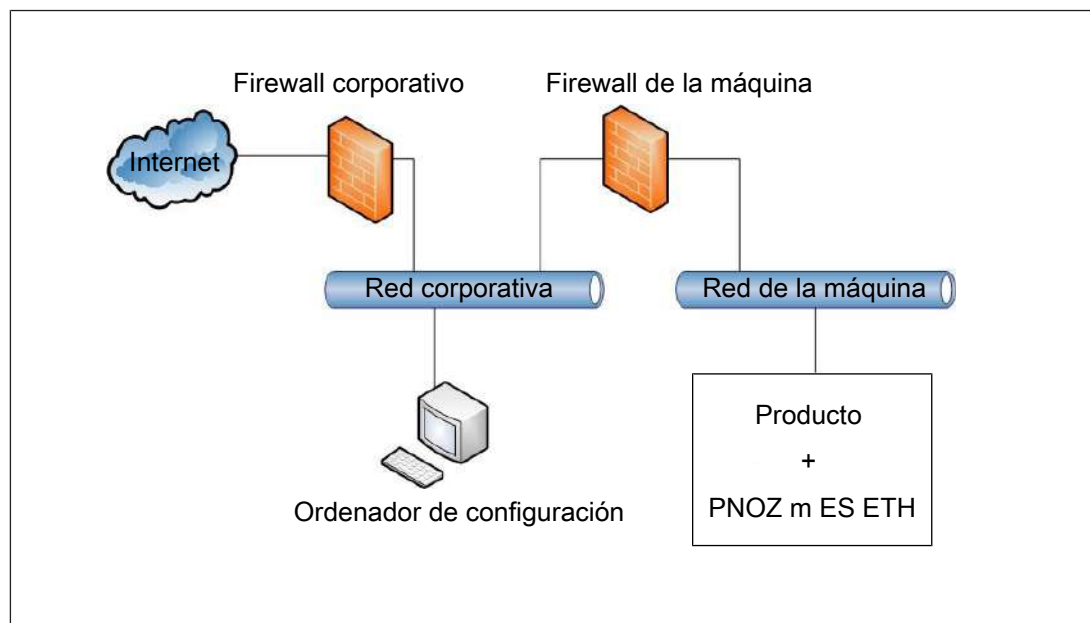 Firewall corporativo
Firewall de la máquina
Internet
Red corporativa
Red de la máquina
Producto
+
PNOZ m ES ETH
Ordenador de configuración